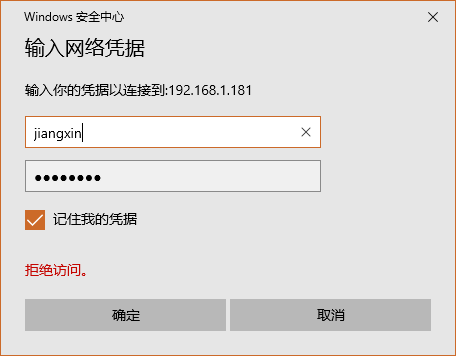 Windows 安全中心
输入网络凭据
输入你的凭据以连接到:192.168.1.181
jiangxin
●●●●●●●●
记住我的凭据
拒绝访问。
确定
取消